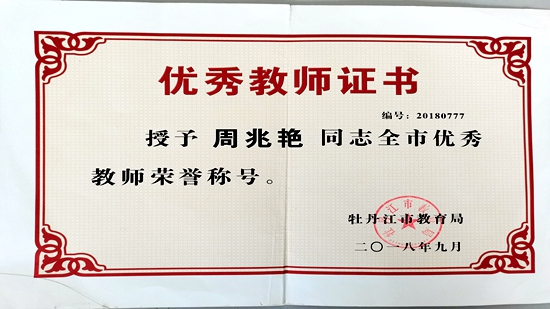 优秀教师证书
编号：20180777
授予 周兆艳 同志全市优秀
教师荣誉称号。
牡丹江市教育局
二〇一八年九月